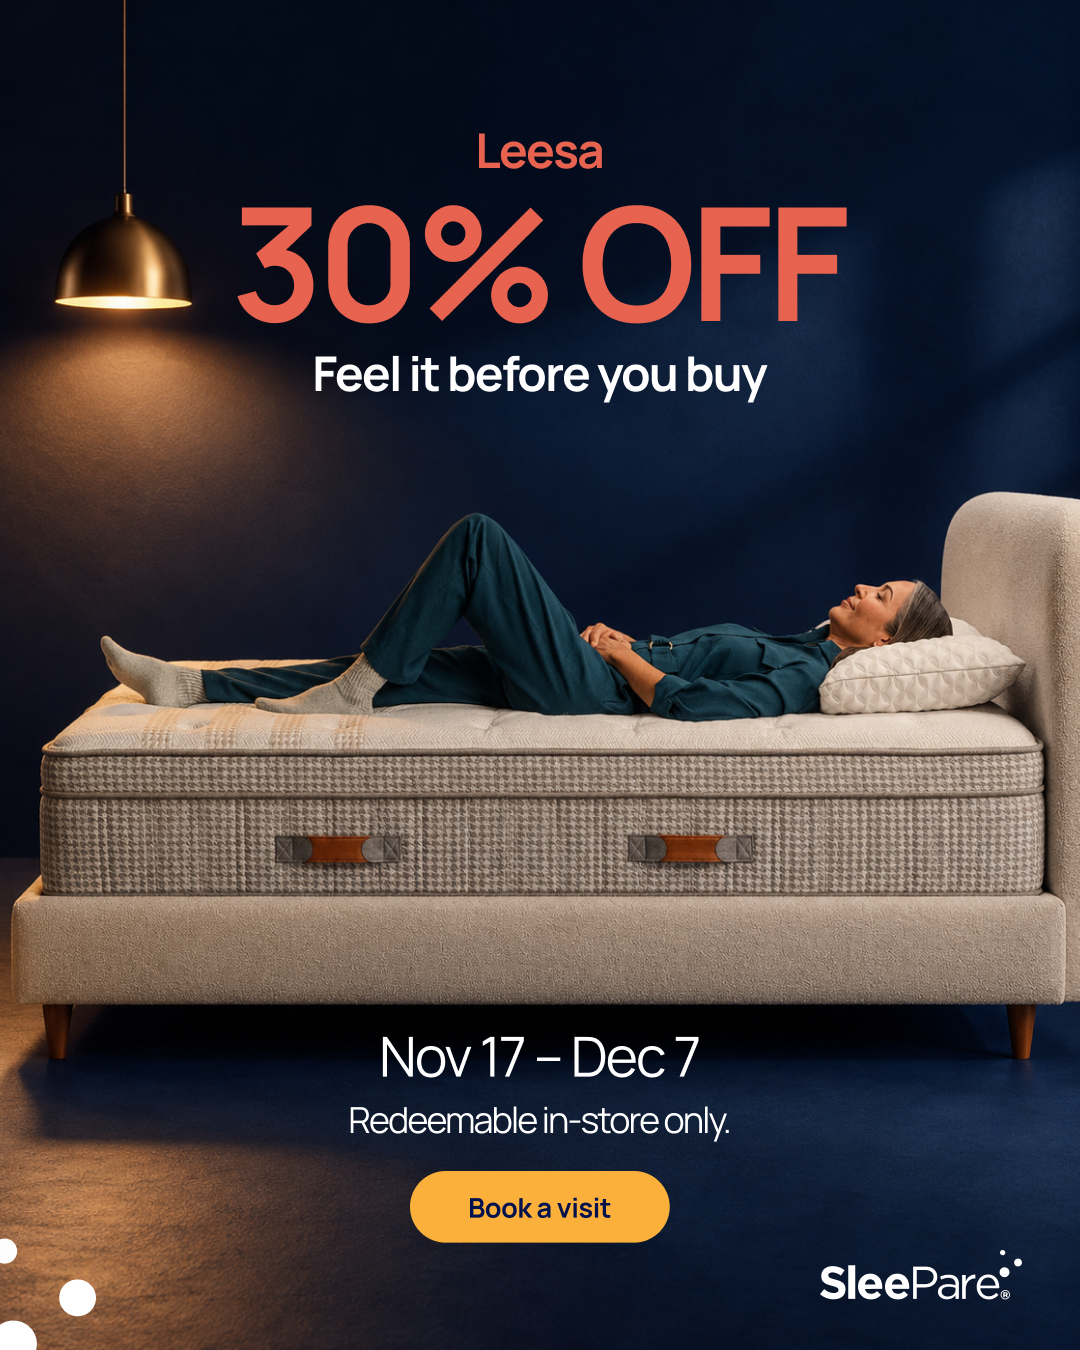 Leesa
30% OFF
Feel it before you buy
Nov 17 – Dec 7
Redeemable in-store only.
Book a visit
SleePare®